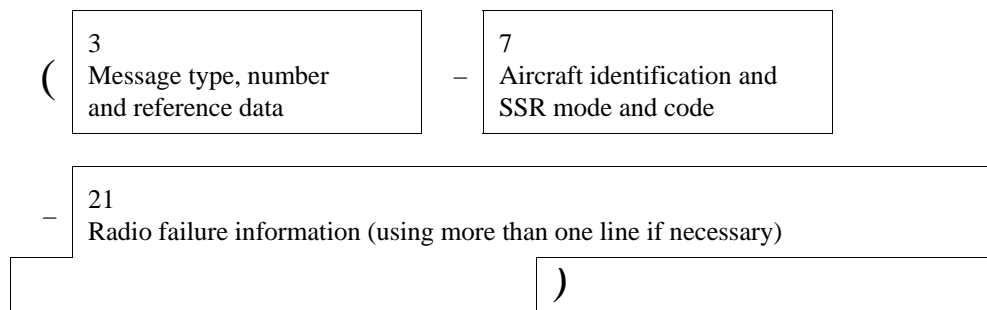 3 7
( Message type, number – Aircraft identification and
and reference data SSR mode and code
21
– Radio failure information (using more than one line if necessary)
)